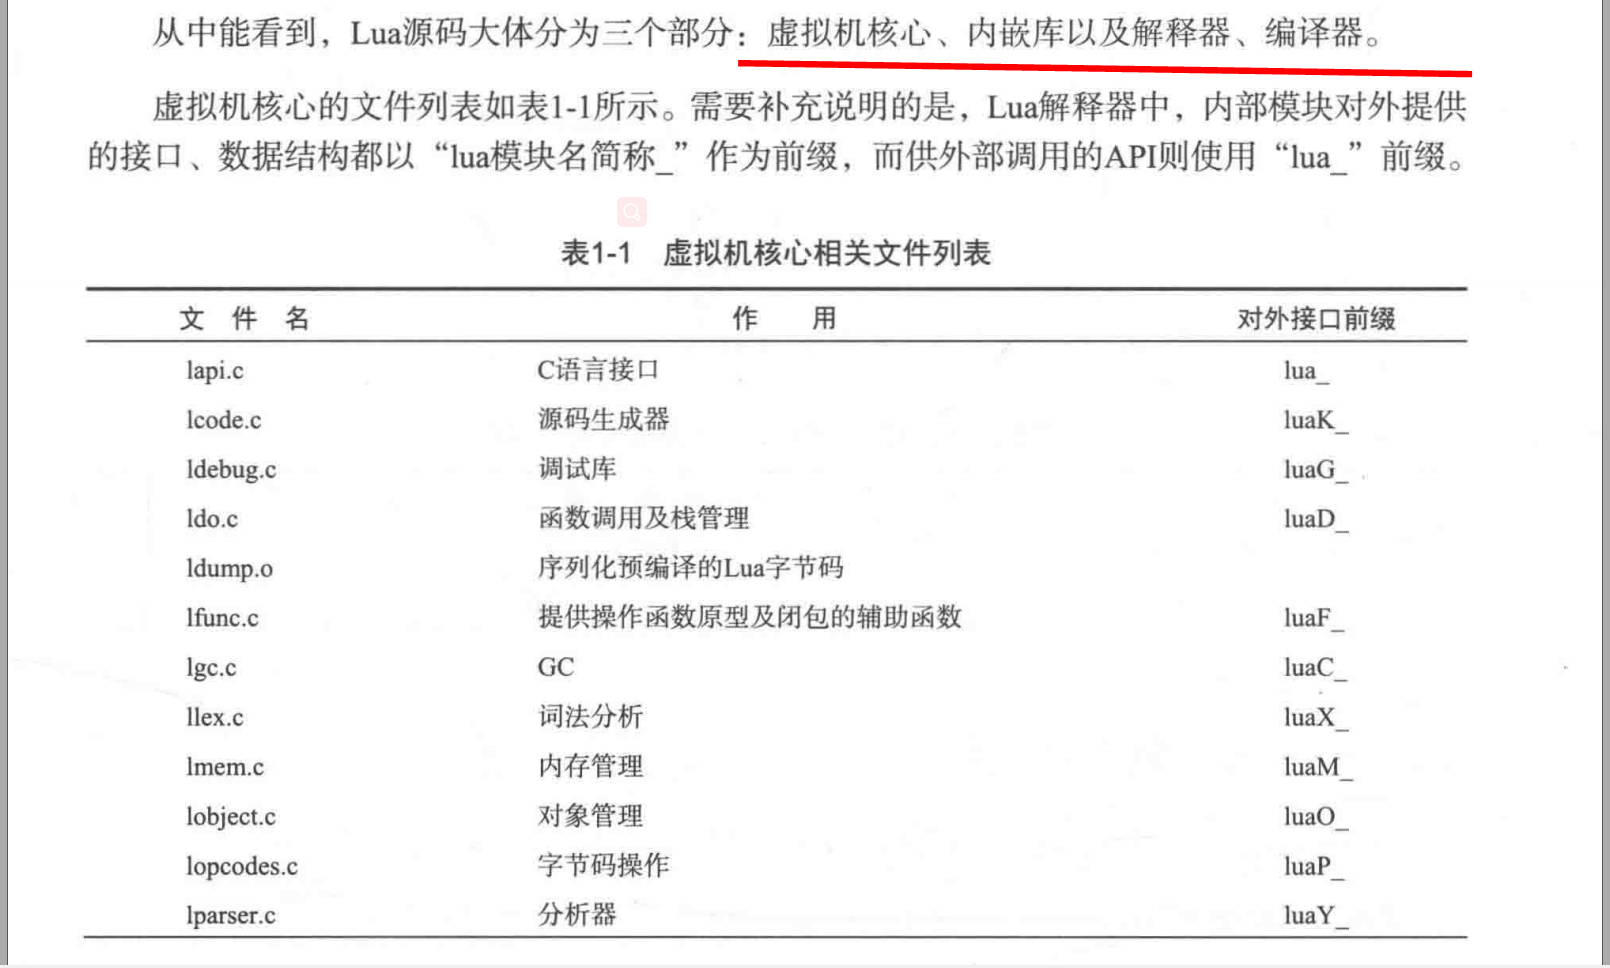 从中能看到，Lua源码大体分为三个部分：虚拟机核心、内嵌库以及解释器、编译器。
虚拟机核心的文件列表如表1-1所示。需要补充说明的是，Lua解释器中，内部模块对外提供
的接口、数据结构都以“lua模块名简称_”作为前缀，而供外部调用的API则使用“lua_”前缀。
表1-1 虚拟机核心相关文件列表
文件名 作用 对外接口前缀
lapi.c C语言接口 lua_
lcode.c 源码生成器 luaK_
ldebug.c 调试库 luaG_
ldo.c 函数调用及栈管理 luaD_
ldump.o 序列化预编译的Lua字节码
lfunc.c 提供操作函数原型及闭包的辅助函数 luaF_
lgc.c GC luaC_
llex.c 词法分析 luaX_
lmem.c 内存管理 luaM_
lobject.c 对象管理 luaO_
lopcodes.c 字节码操作 luaP_
lparser.c 分析器 luaY_